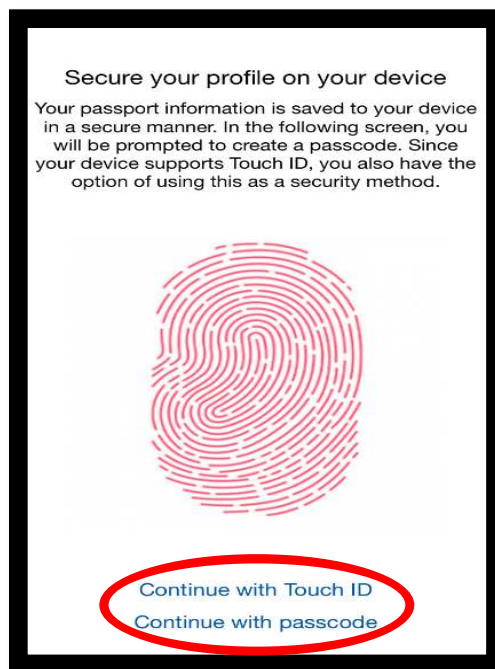 Secure your profile on your device
Your passport information is saved to your device
in a secure manner. In the following screen, you
will be prompted to create a passcode. Since
your device supports Touch ID, you also have the
option of using this as a security method.
Continue with Touch ID
Continue with passcode